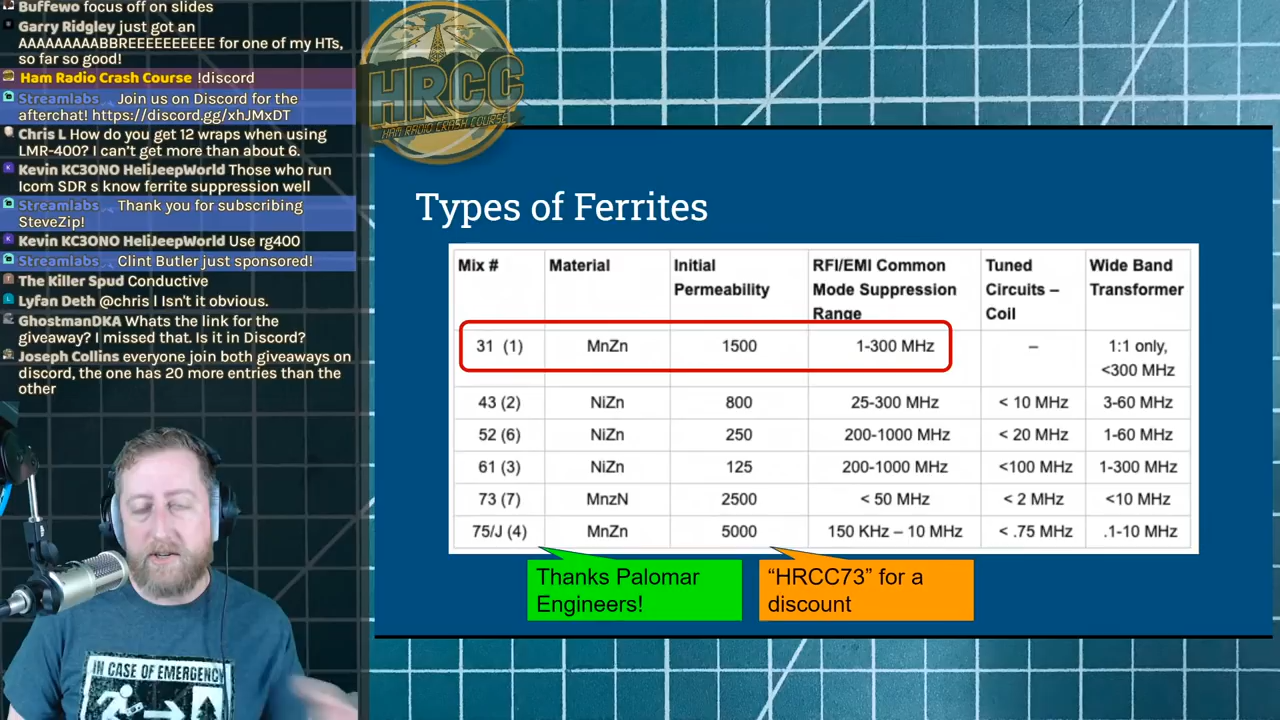 Buffewo focus off on slides
Garry Ridgley just got an
AAAAAAAAABBREEEEEEEEEE for one of my HTs,
so far so good!
Ham Radio Crash Course !discord
Streamlabs Join us on Discord for the
afterchat! https://discord.gg/xhJMxDT
Chris L How do you get 12 wraps when using
LMR-400? I can't get more than about 6.
Kevin KC3ONO HeliJeepWorld Those who run
Icom SDR s know ferrite suppression well
Streamlabs Thank you for subscribing
SteveZip!
Kevin KC3ONO HeliJeepWorld Use rg400
Streamlabs Clint Butler just sponsored!
The Killer Spud Conductive
Lyfan Deth @chris l Isn't it obvious.
GhostmanDKA Whats the link for the
giveaway? I missed that. Is it in Discord?
Joseph Collins everyone join both giveaways on
discord, the one has 20 more entries than the
other
HRCC
HAM RADIO CRASH COURSE
Types of Ferrites
Mix # Material Initial Permeability RFI/EMI Common Mode Suppression Range Tuned Circuits – Coil Wide Band Transformer
31 (1) MnZn 1500 1-300 MHz – 1:1 only, <300 MHz
43 (2) NiZn 800 25-300 MHz < 10 MHz 3-60 MHz
52 (6) NiZn 250 200-1000 MHz < 20 MHz 1-60 MHz
61 (3) NiZn 125 200-1000 MHz <100 MHz 1-300 MHz
73 (7) MnzN 2500 < 50 MHz < 2 MHz <10 MHz
75/J (4) MnZn 5000 150 KHz – 10 MHz < .75 MHz .1-10 MHz
Thanks Palomar
Engineers!
"HRCC73" for a
discount
IN CASE OF EMERGENCY